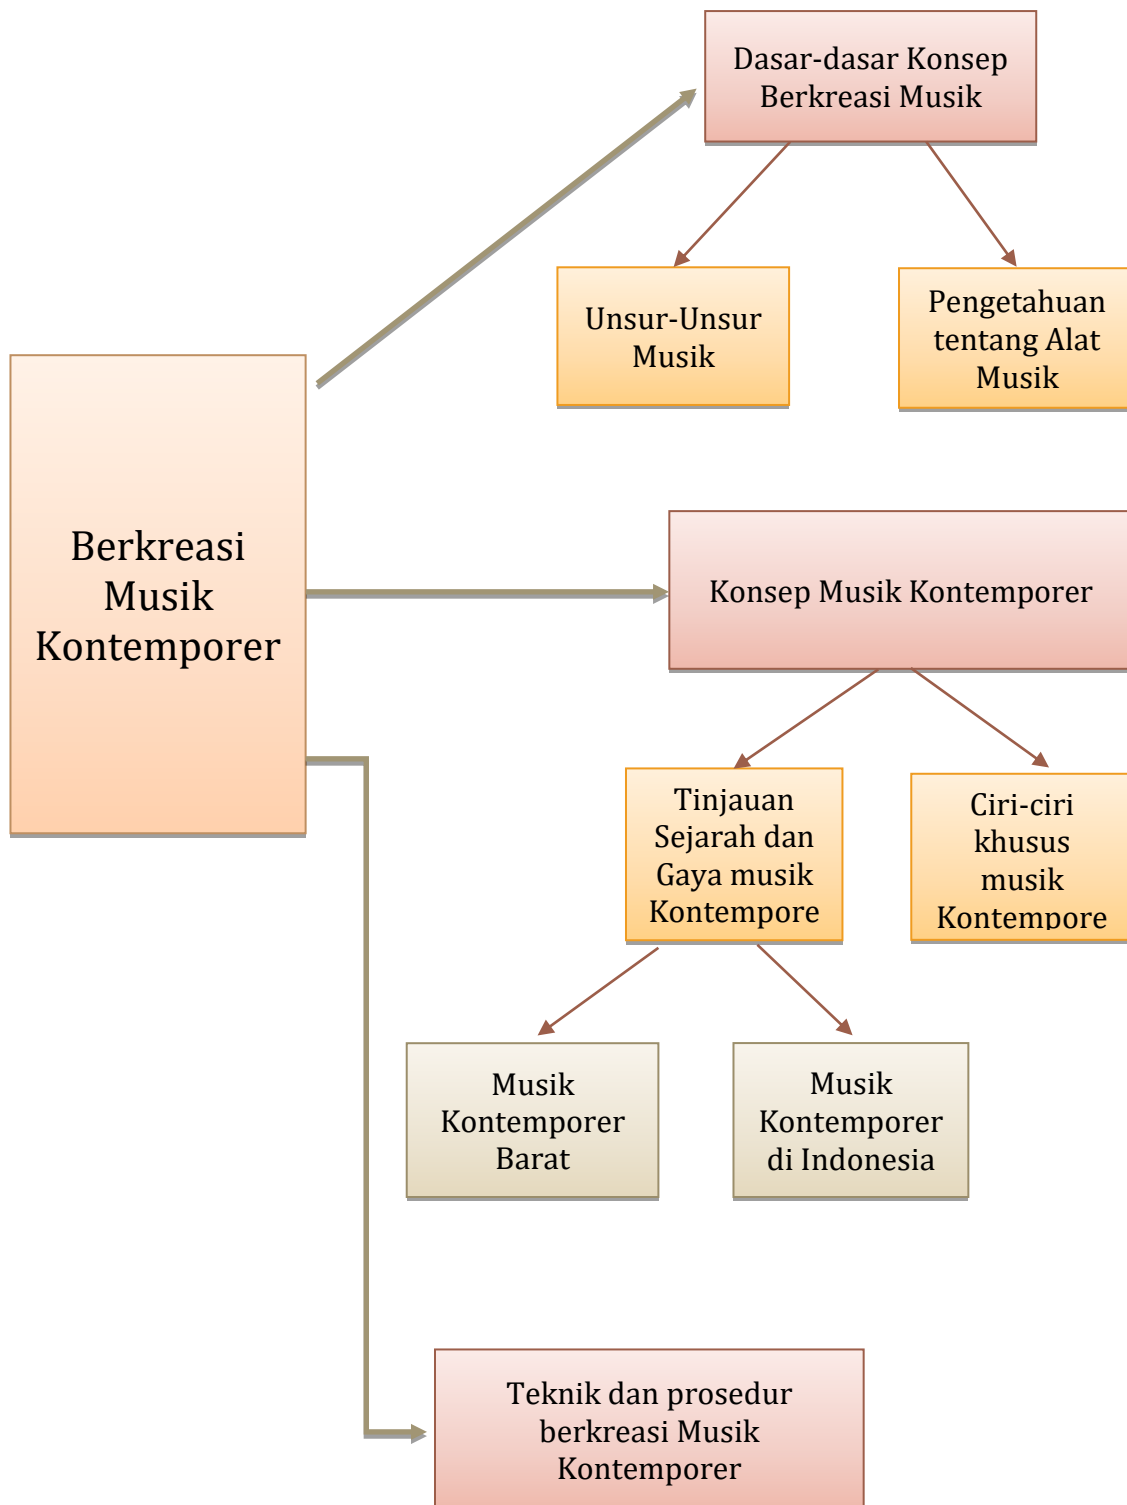 Dasar-dasar Konsep
Berkreasi Musik
Unsur-Unsur
Musik
Pengetahuan
tentang Alat
Musik
Berkreasi
Musik
Kontemporer
Konsep Musik Kontemporer
Tinjauan
Sejarah dan
Gaya musik
Kontempore
Ciri-ciri
khusus
musik
Kontempore
Musik
Kontemporer
Barat
Musik
Kontemporer
di Indonesia
Teknik dan prosedur
berkreasi Musik
Kontemporer